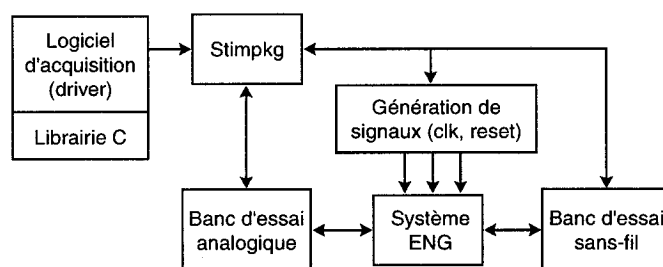 Logiciel
d'acquisition
(driver)
Librairie C
Stimpkg
Génération de
signaux (clk, reset)
Banc d'essai
analogique
Système
ENG
Banc d'essai
sans-fil